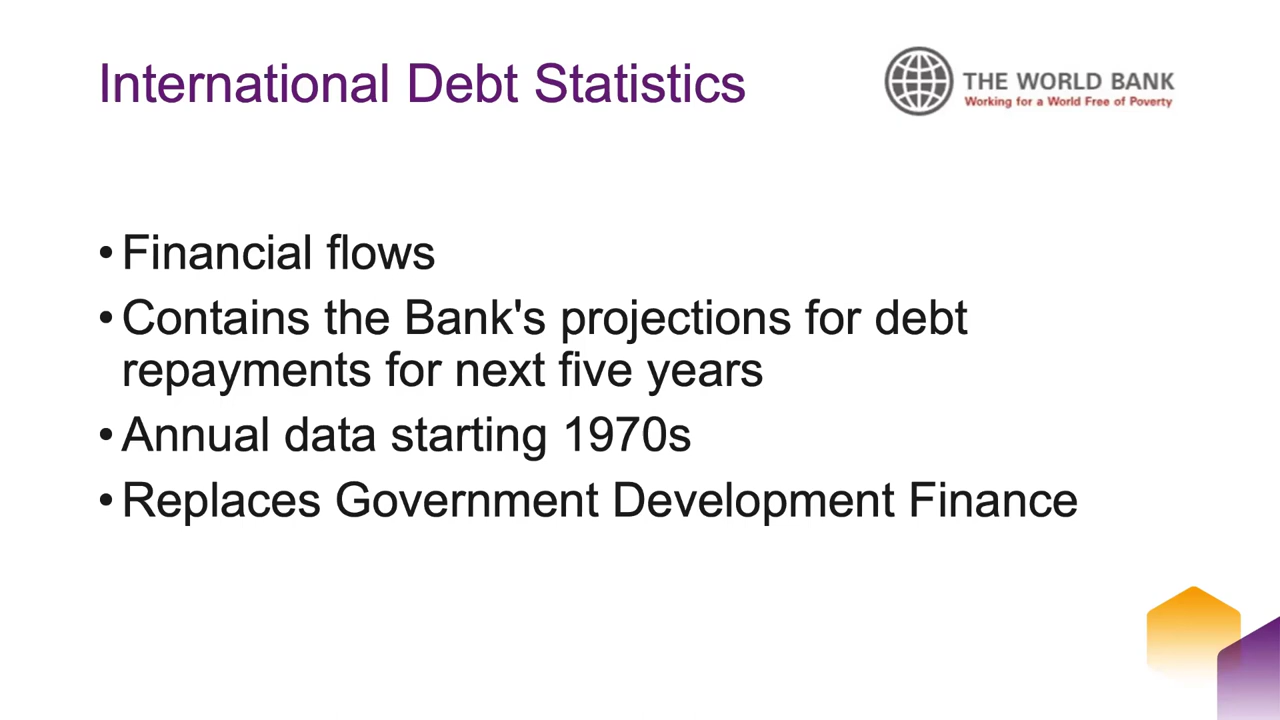 International Debt Statistics
THE WORLD BANK
Working for a World Free of Poverty
•Financial flows
•Contains the Bank's projections for debt
repayments for next five years
•Annual data starting 1970s
•Replaces Government Development Finance